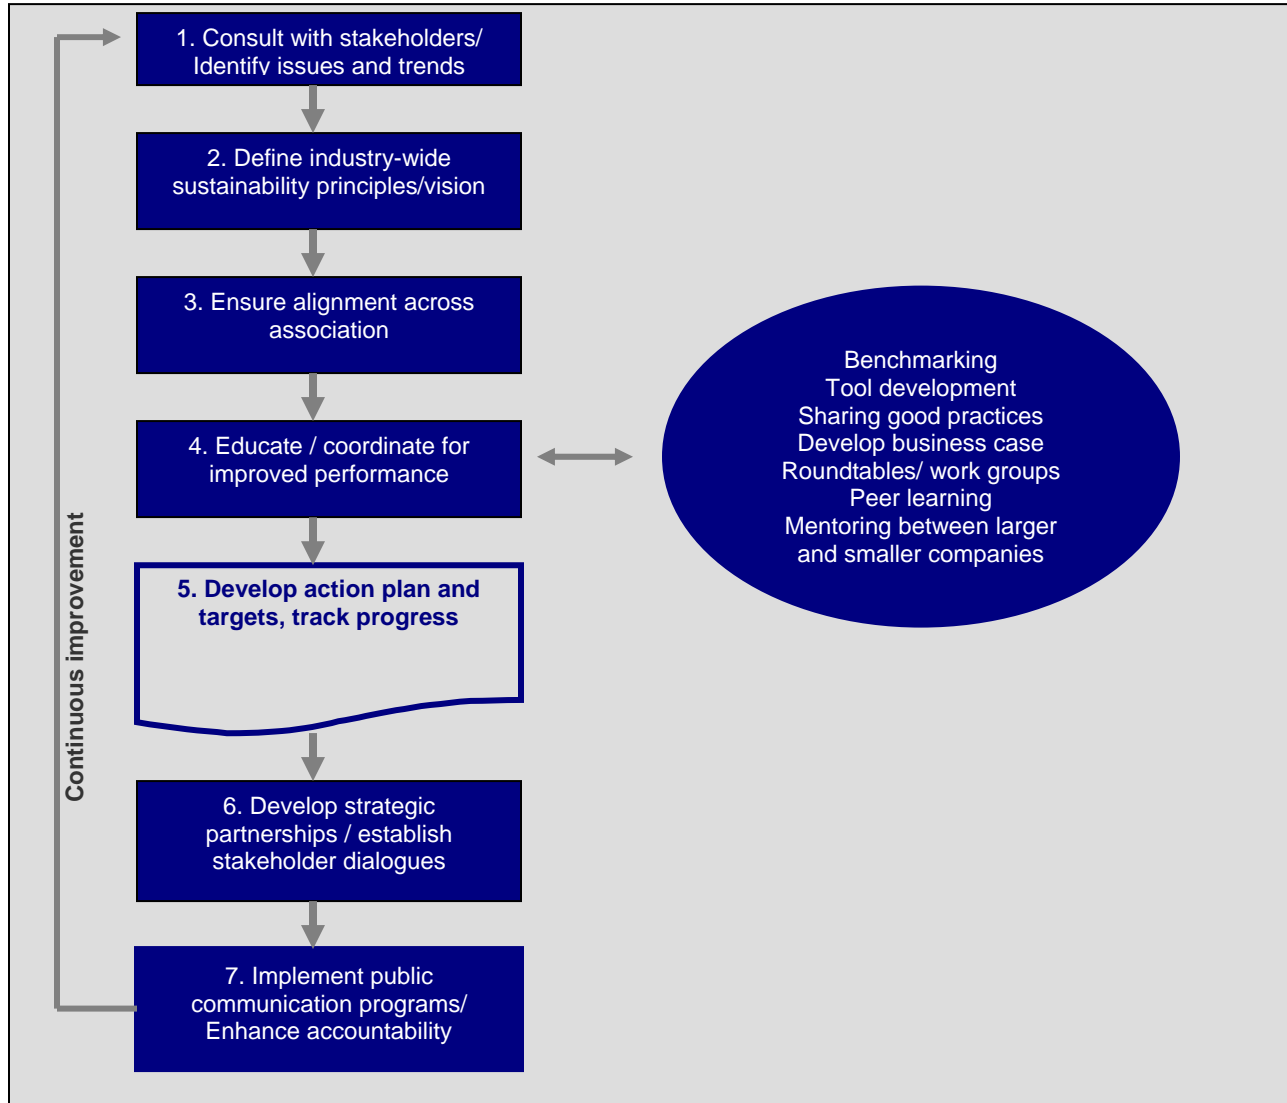 1. Consult with stakeholders/
Identify issues and trends
2. Define industry-wide
sustainability principles/vision
3. Ensure alignment across
association
4. Educate / coordinate for
improved performance
Benchmarking
Tool development
Sharing good practices
Develop business case
Roundtables/ work groups
Peer learning
Mentoring between larger
and smaller companies
5. Develop action plan and
targets, track progress
6. Develop strategic
partnerships / establish
stakeholder dialogues
7. Implement public
communication programs/
Enhance accountability
Continuous improvement